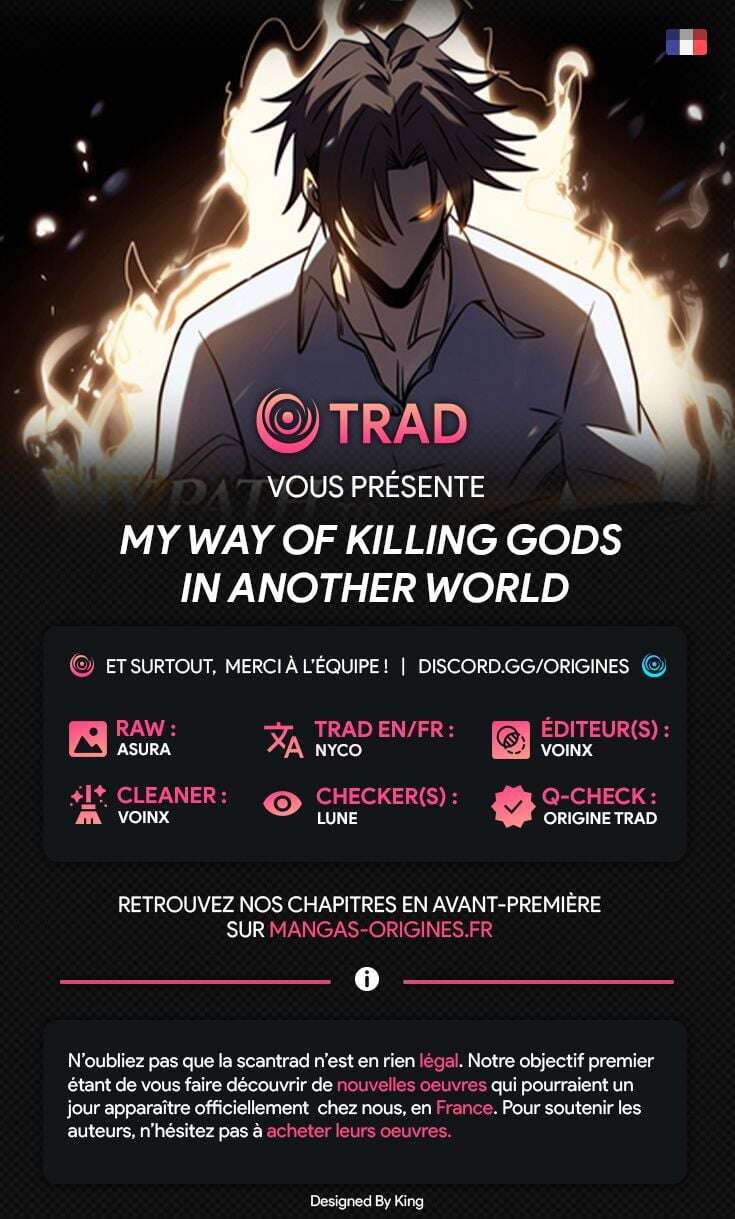 TRAD
VOUS PRÉSENTE
MY WAY OF KILLING GODS
IN ANOTHER WORLD
ET SURTOUT, MERCI À L'ÉQUIPE ! | DISCORD.GG/ORIGINES
RAW :
ASURA
TRAD EN/FR :
NYCO
ÉDITEUR(S) :
VOINX
CLEANER :
VOINX
CHECKER(S) :
LUNE
Q-CHECK :
ORIGINE TRAD
RETROUVEZ NOS CHAPITRES EN AVANT-PREMIÈRE
SUR MANGAS-ORIGINES.FR
N'oubliez pas que la scantrad n'est en rien légal. Notre objectif premier
étant de vous faire découvrir de nouvelles oeuvres qui pourraient un
jour apparaître officiellement chez nous, en France. Pour soutenir les
auteurs, n'hésitez pas à acheter leurs oeuvres.
Designed By King